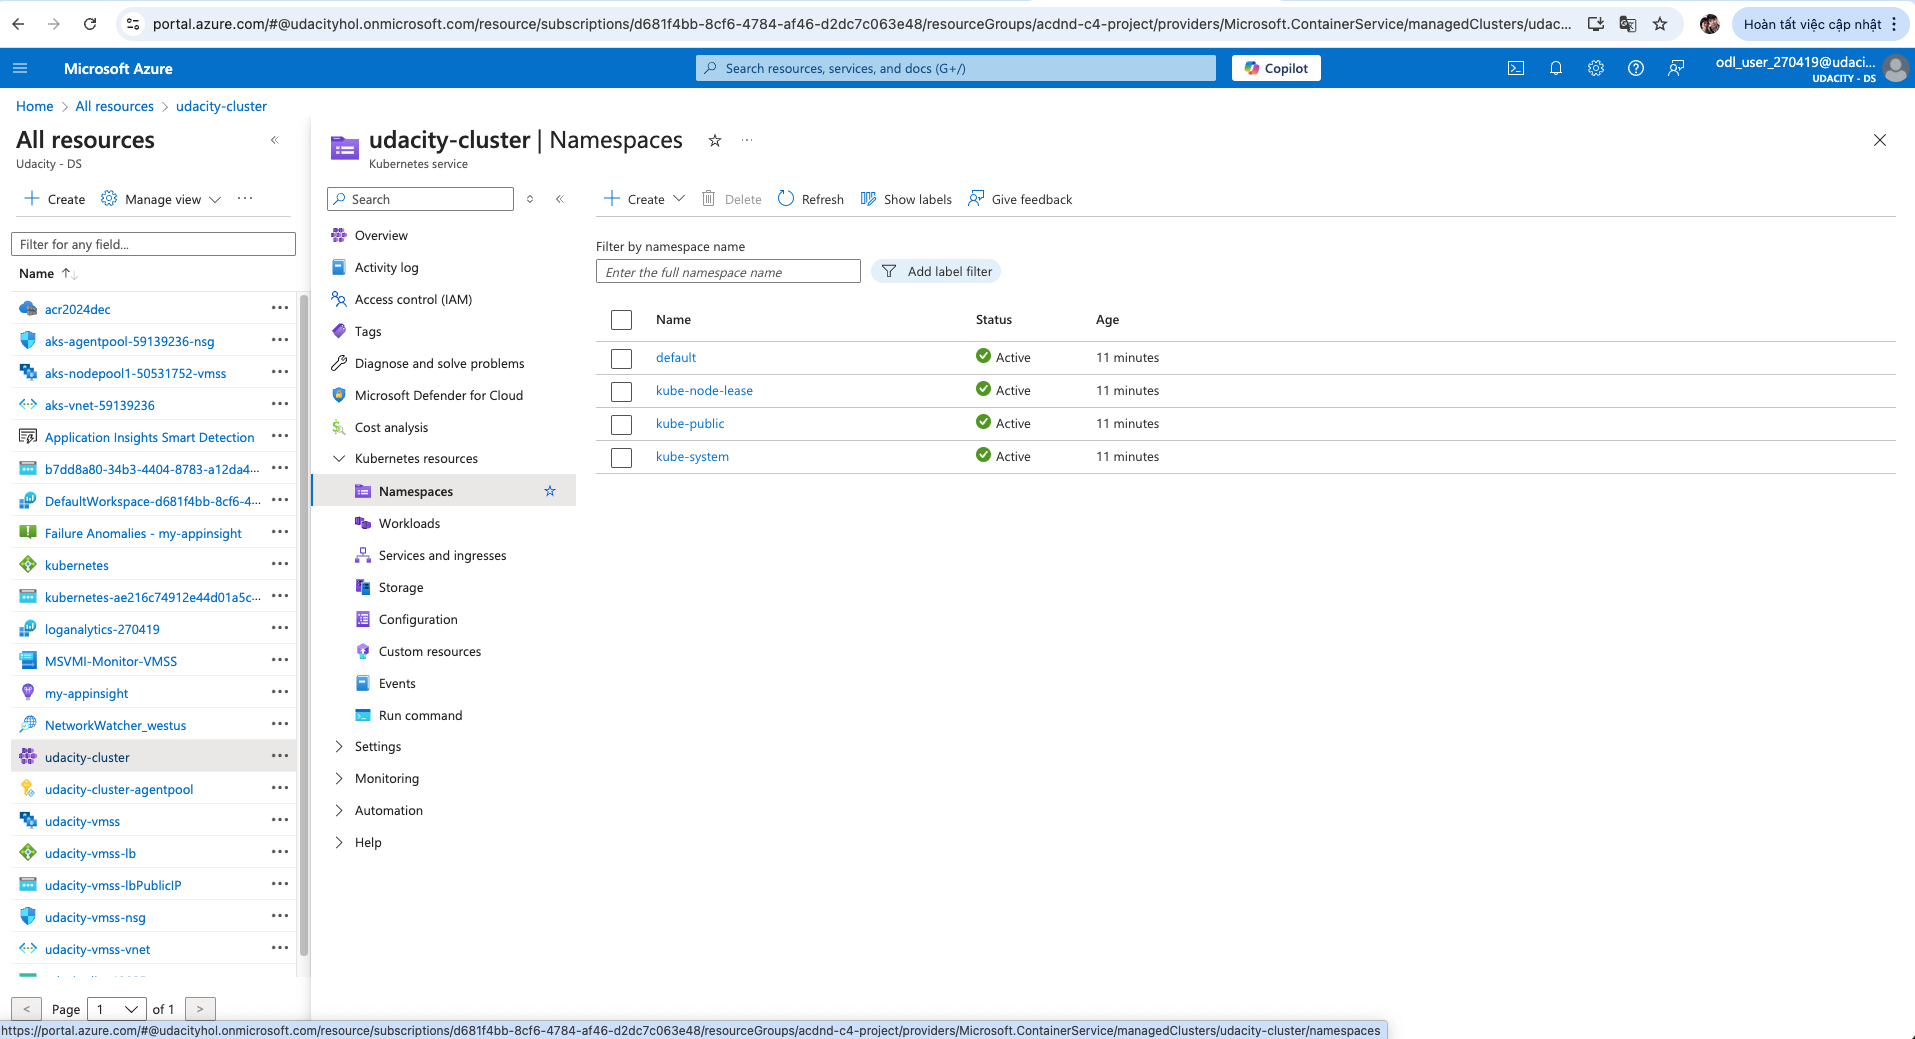 portal.azure.com/#@udacityhol.onmicrosoft.com/resource/subscriptions/d681f4bb-8cf6-4784-af46-d2dc7c063e48/resourceGroups/acdnd-c4-project/providers/Microsoft.ContainerService/managedClusters/udac...
Hoàn tất việc cập nhật
Microsoft Azure
Search resources, services, and docs (G+/)
Copilot
odl_user_270419@udaci...
UDACITY - DS
Home > All resources > udacity-cluster
All resources
Udacity - DS
Create
Manage view
Filter for any field...
Name
acr2024dec
aks-agentpool-59139236-nsg
aks-nodepool1-50531752-vmss
aks-vnet-59139236
Application Insights Smart Detection
b7dd8a80-34b3-4404-8783-a12da4...
DefaultWorkspace-d681f4bb-8cf6-4...
Failure Anomalies - my-appinsight
kubernetes
kubernetes-ae216c74912e44d01a5c...
loganalytics-270419
MSVMI-Monitor-VMSS
my-appinsight
NetworkWatcher_westus
udacity-cluster
udacity-cluster-agentpool
udacity-vmss
udacity-vmss-lb
udacity-vmss-lbPublicIP
udacity-vmss-nsg
udacity-vmss-vnet
< Page 1 of 1 >
udacity-cluster | Namespaces
Kubernetes service
Search
Overview
Activity log
Access control (IAM)
Tags
Diagnose and solve problems
Microsoft Defender for Cloud
Cost analysis
Kubernetes resources
Namespaces
Workloads
Services and ingresses
Storage
Configuration
Custom resources
Events
Run command
Settings
Monitoring
Automation
Help
Create
Delete
Refresh
Show labels
Give feedback
Filter by namespace name
Enter the full namespace name
Add label filter
Name Status Age
default Active 11 minutes
kube-node-lease Active 11 minutes
kube-public Active 11 minutes
kube-system Active 11 minutes
https://portal.azure.com/#@udacityhol.onmicrosoft.com/resource/subscriptions/d681f4bb-8cf6-4784-af46-d2dc7c063e48/resourceGroups/acdnd-c4-project/providers/Microsoft.ContainerService/managedClusters/udacity-cluster/namespaces